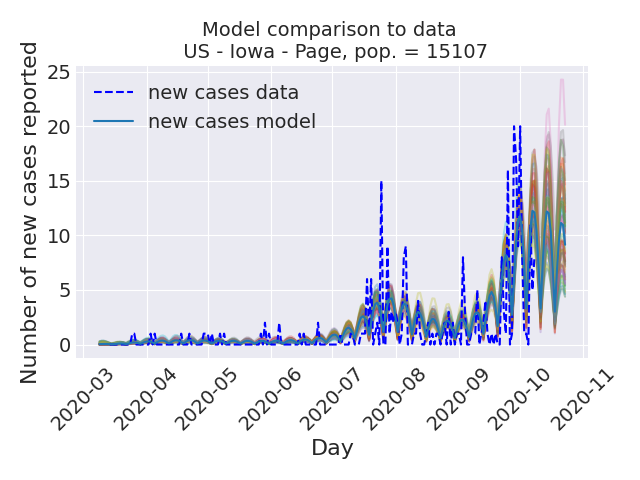 Model comparison to data
US - Iowa - Page, pop. = 15107
Number of new cases reported
25
20
15
10
5
0
new cases data
new cases model
2020-03
2020-04
2020-05
2020-06
2020-07
2020-08
2020-09
2020-10
2020-11
Day